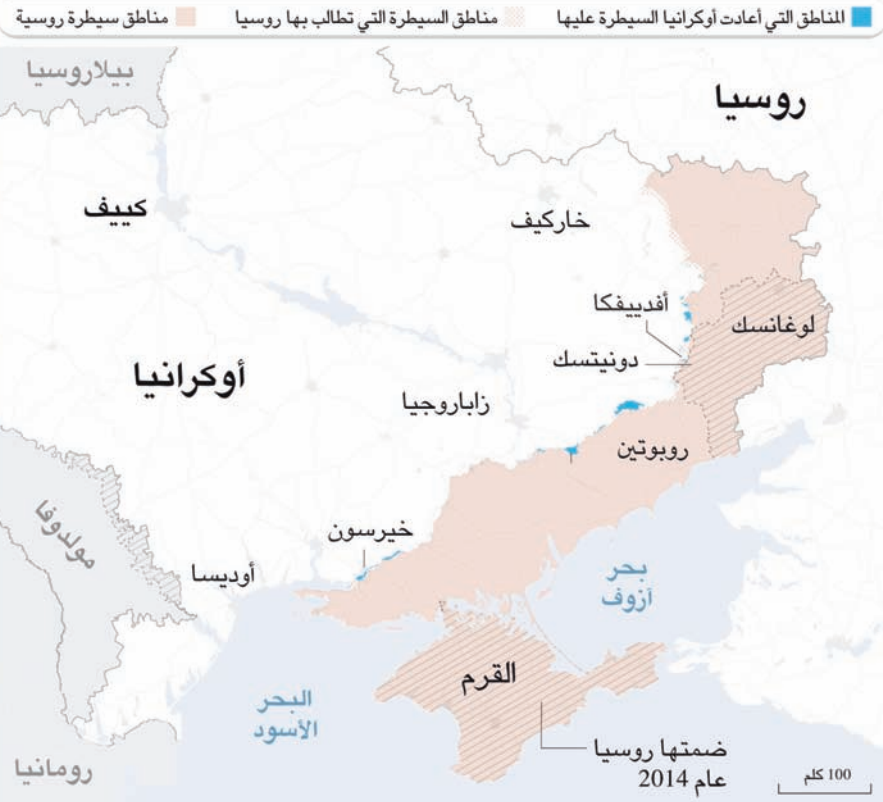 المناطق التي أعادت أوكرانيا السيطرة عليها
مناطق السيطرة التي تطالب بها روسيا
مناطق سيطرة روسية
بيلاروسيا
روسيا
كييف
خاركيف
أفدييفكا
لوغانسك
دونيتسك
أوكرانيا
زاباروجيا
روبوتين
مولدوفا
خيرسون
أوديسا
بحر
آزوف
القرم
البحر
الأسود
ضمتها روسيا
عام 2014
رومانيا
100 كلم